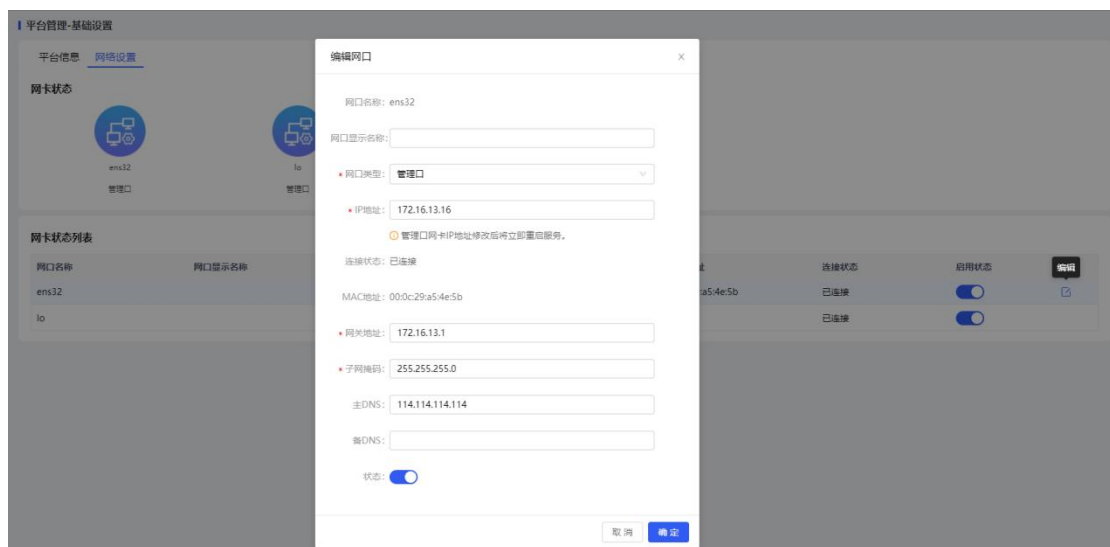 平台管理-基础设置
平台信息 网络设置
网卡状态
ens32
管理口
lo
管理口
网卡状态列表
网口名称 网口显示名称 连接状态 启用状态
编辑
ens32 :a5:4e:5b 已连接
lo 已连接
编辑网口
网口名称: ens32
网口显示名称:
* 网口类型: 管理口
* IP地址: 172.16.13.16
管理口网卡IP地址修改后将立即重启服务。
连接状态: 已连接
MAC地址: 00:0c:29:a5:4e:5b
* 网关地址: 172.16.13.1
* 子网掩码: 255.255.255.0
主DNS: 114.114.114.114
备DNS:
状态:
取 消 确 定